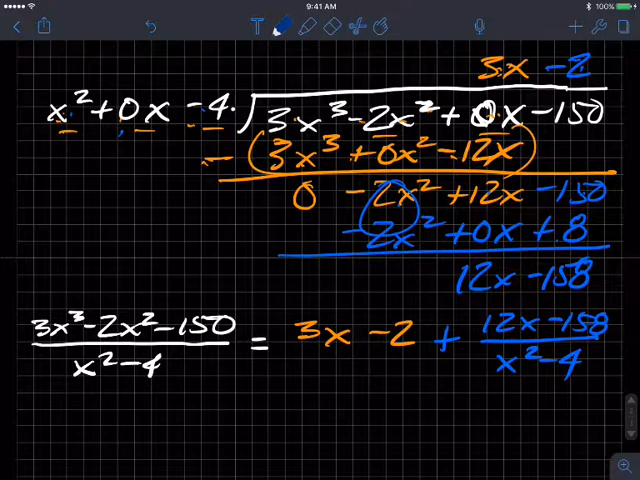 9:41 AM 100%
T
3x -2
x² + 0x - 4 ) 3x³ - 2x² + 0x - 150
- (3x³ + 0x² - 12x)
0 - 2x² + 12x - 150
- 2x² + 0x + 8
12x - 158
3x³ - 2x² - 150 / x² - 4 = 3x - 2 + 12x - 158 / x² - 4